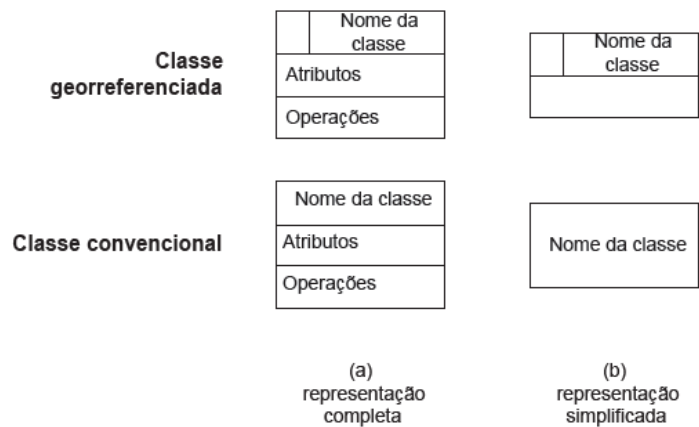 Classe
georreferenciada
Nome da
classe
Atributos
Operações
Nome da
classe
Classe convencional
Nome da classe
Atributos
Operações
Nome da classe
(a)
representação
completa
(b)
representação
simplificada